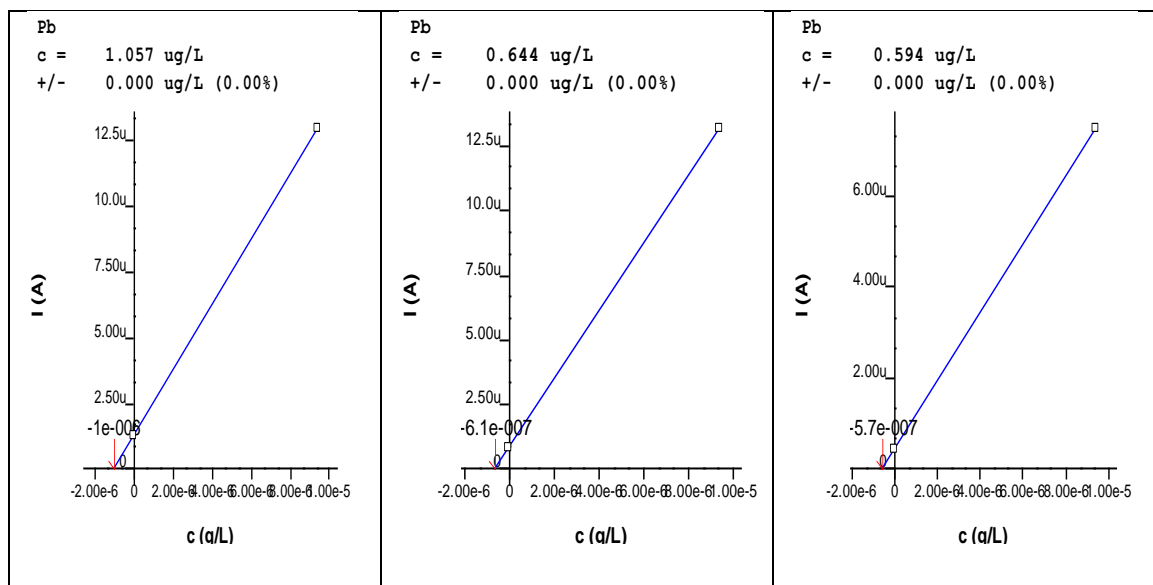 Pb
c = 1.057 ug/L
+/- 0.000 ug/L (0.00%)
12.5u
10.0u
7.50u
5.00u
2.50u
I (A)
-1e-006
0
-2.00e-6 0 2.00e-6 4.00e-6 6.00e-6 8.00e-6 1.00e-5
c (g/L)
Pb
c = 0.644 ug/L
+/- 0.000 ug/L (0.00%)
12.5u
10.0u
7.50u
5.00u
2.50u
I (A)
-6.1e-007
0
-2.00e-6 0 2.00e-6 4.00e-6 6.00e-6 8.00e-6 1.00e-5
c (g/L)
Pb
c = 0.594 ug/L
+/- 0.000 ug/L (0.00%)
6.00u
4.00u
2.00u
I (A)
-5.7e-007
0
-2.00e-6 0 2.00e-6 4.00e-6 6.00e-6 8.00e-6 1.00e-5
c (g/L)